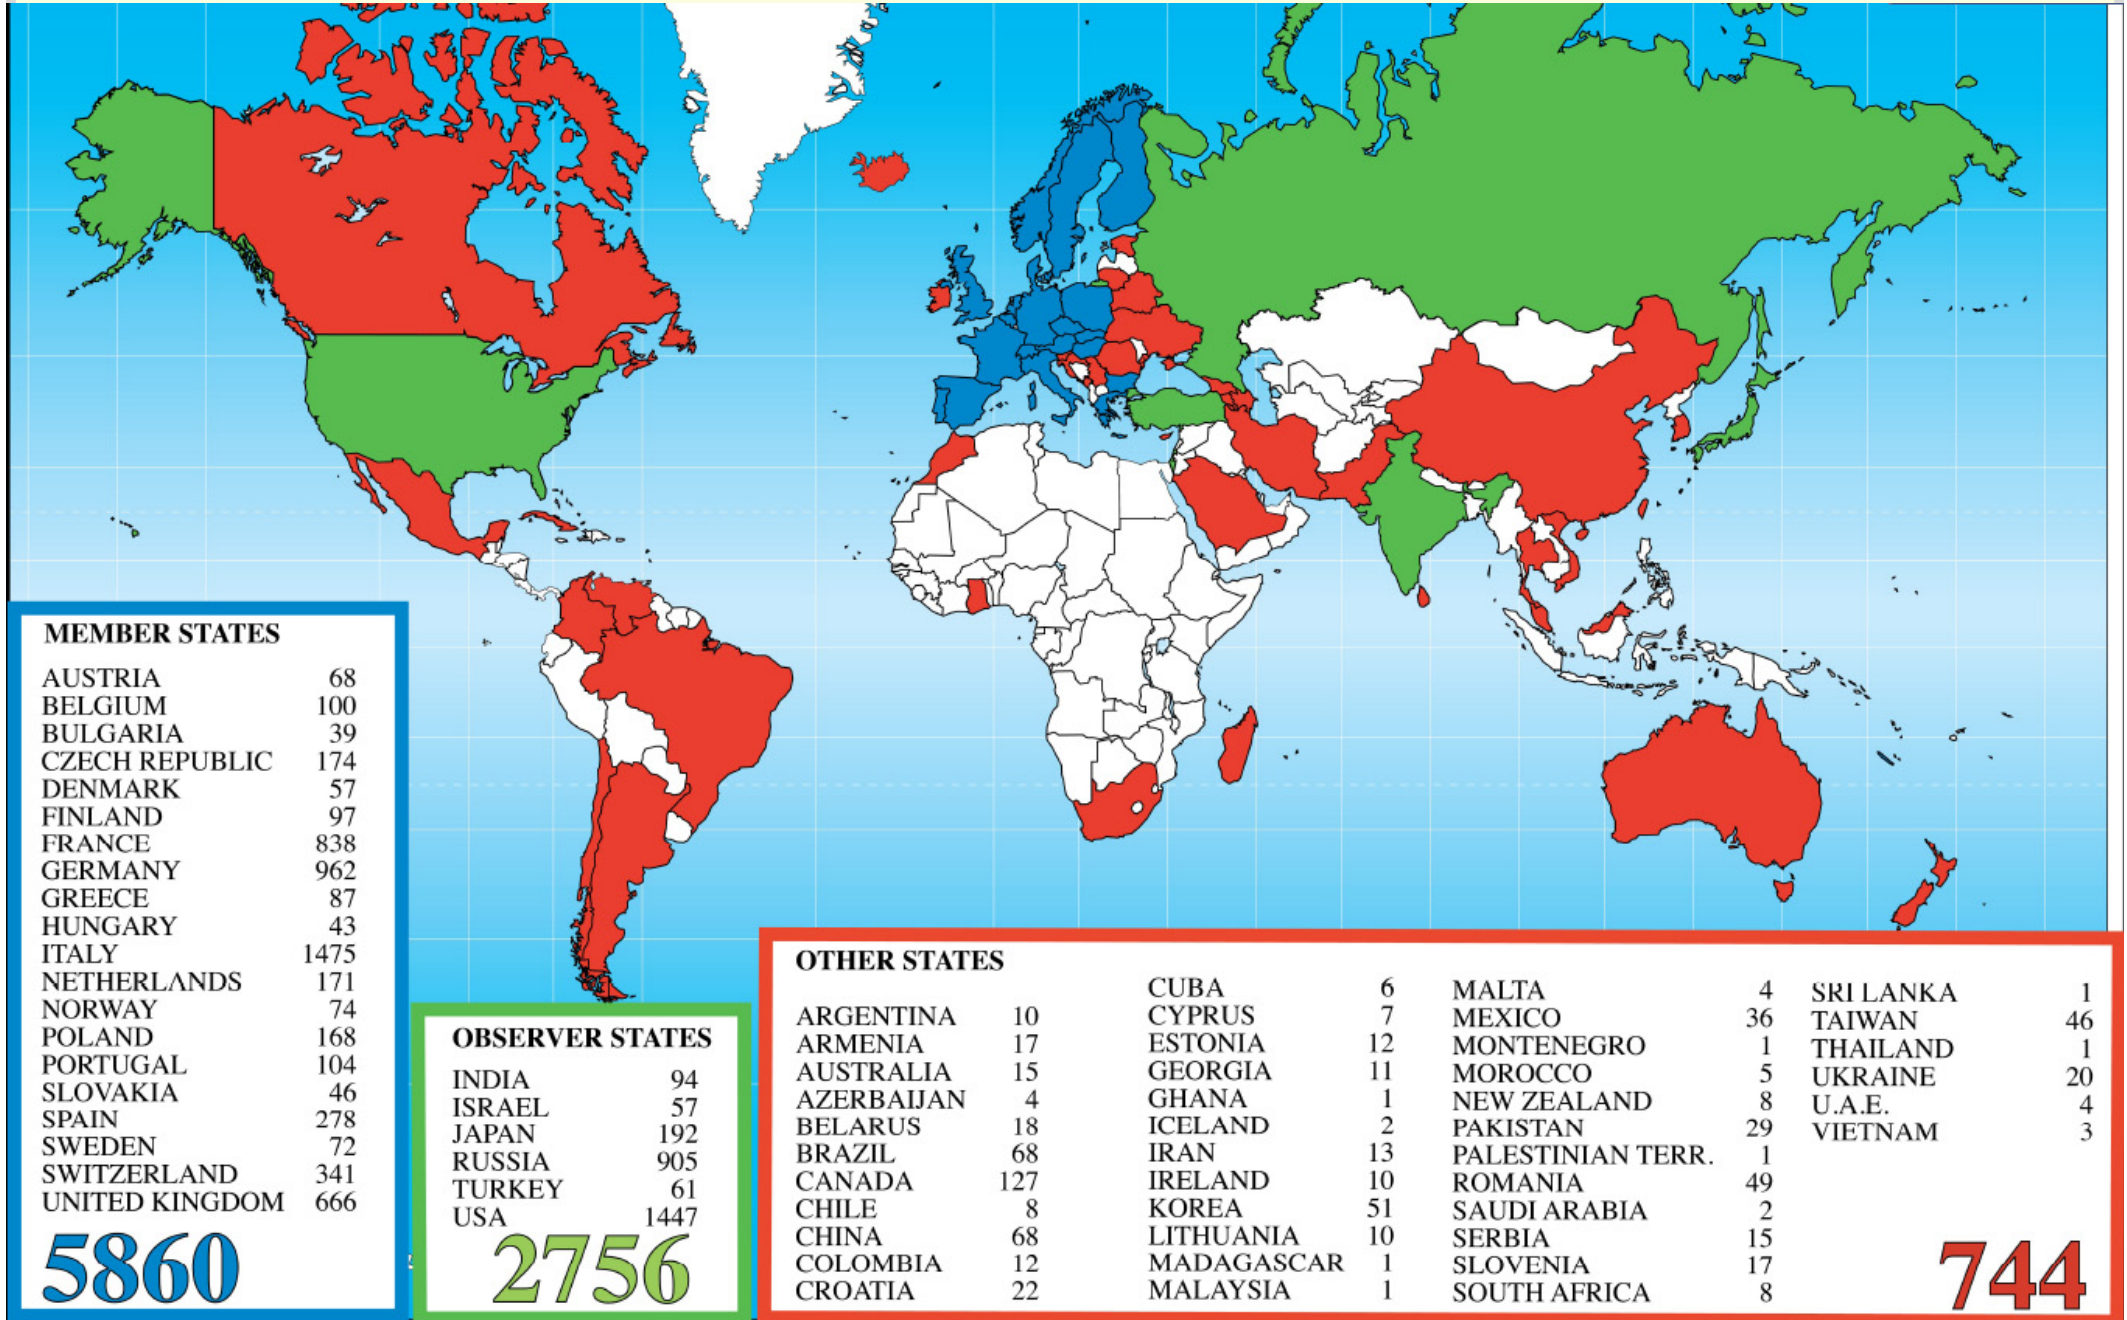 MEMBER STATES
AUSTRIA 68
BELGIUM 100
BULGARIA 39
CZECH REPUBLIC 174
DENMARK 57
FINLAND 97
FRANCE 838
GERMANY 962
GREECE 87
HUNGARY 43
ITALY 1475
NETHERLANDS 171
NORWAY 74
POLAND 168
PORTUGAL 104
SLOVAKIA 46
SPAIN 278
SWEDEN 72
SWITZERLAND 341
UNITED KINGDOM 666
5860
OBSERVER STATES
INDIA 94
ISRAEL 57
JAPAN 192
RUSSIA 905
TURKEY 61
USA 1447
2756
OTHER STATES
ARGENTINA 10
ARMENIA 17
AUSTRALIA 15
AZERBAIJAN 4
BELARUS 18
BRAZIL 68
CANADA 127
CHILE 8
CHINA 68
COLOMBIA 12
CROATIA 22
CUBA 6
CYPRUS 7
ESTONIA 12
GEORGIA 11
GHANA 1
ICELAND 2
IRAN 13
IRELAND 10
KOREA 51
LITHUANIA 10
MADAGASCAR 1
MALAYSIA 1
MALTA 4
MEXICO 36
MONTENEGRO 1
MOROCCO 5
NEW ZEALAND 8
PAKISTAN 29
PALESTINIAN TERR. 1
ROMANIA 49
SAUDI ARABIA 2
SERBIA 15
SLOVENIA 17
SOUTH AFRICA 8
SRI LANKA 1
TAIWAN 46
THAILAND 1
UKRAINE 20
U.A.E. 4
VIETNAM 3
744